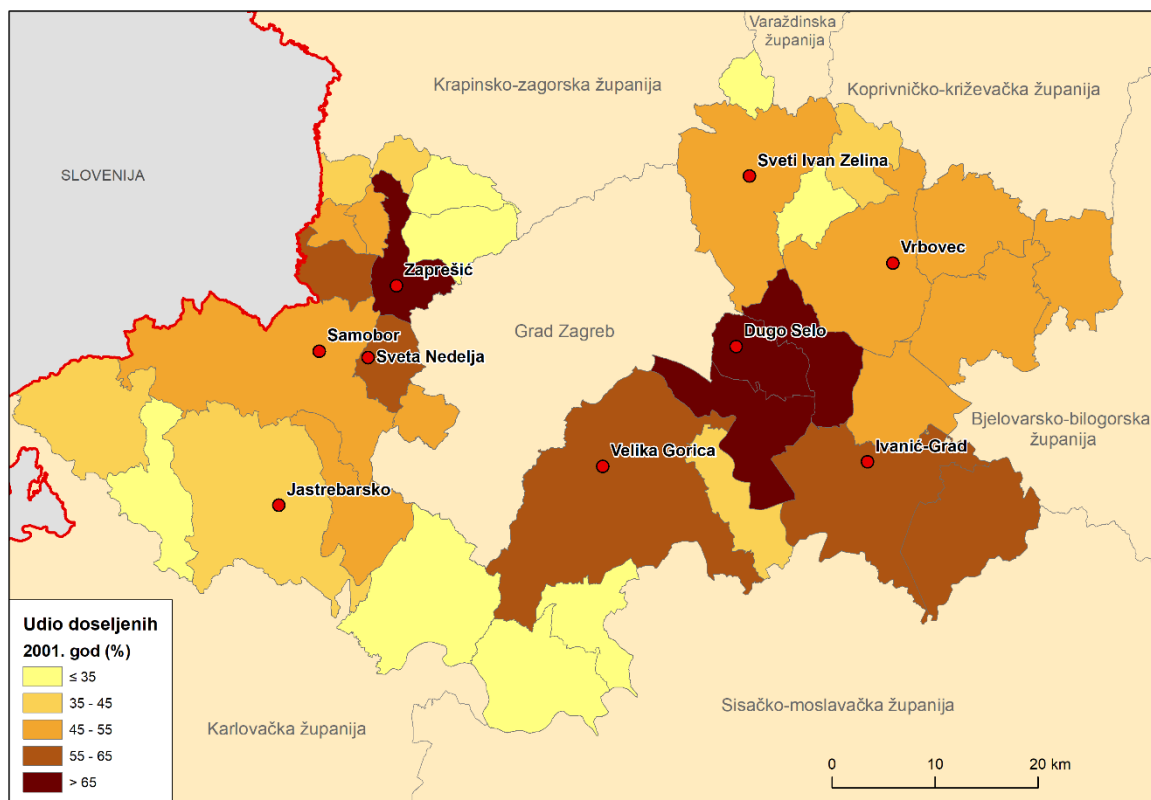 Varaždinska
županija
Krapinsko-zagorska županija
Koprivničko-križevačka županija
SLOVENIJA
Sveti Ivan Zelina
Vrbovec
Zaprešić
Grad Zagreb
Dugo Selo
Samobor
Sveta Nedelja
Bjelovarsko-bilogorska
županija
Ivanić-Grad
Velika Gorica
Jastrebarsko
Udio doseljenih
2001. god (%)
≤ 35
35 - 45
45 - 55
55 - 65
> 65
Karlovačka županija
Sisačko-moslavačka županija
0 10 20 km